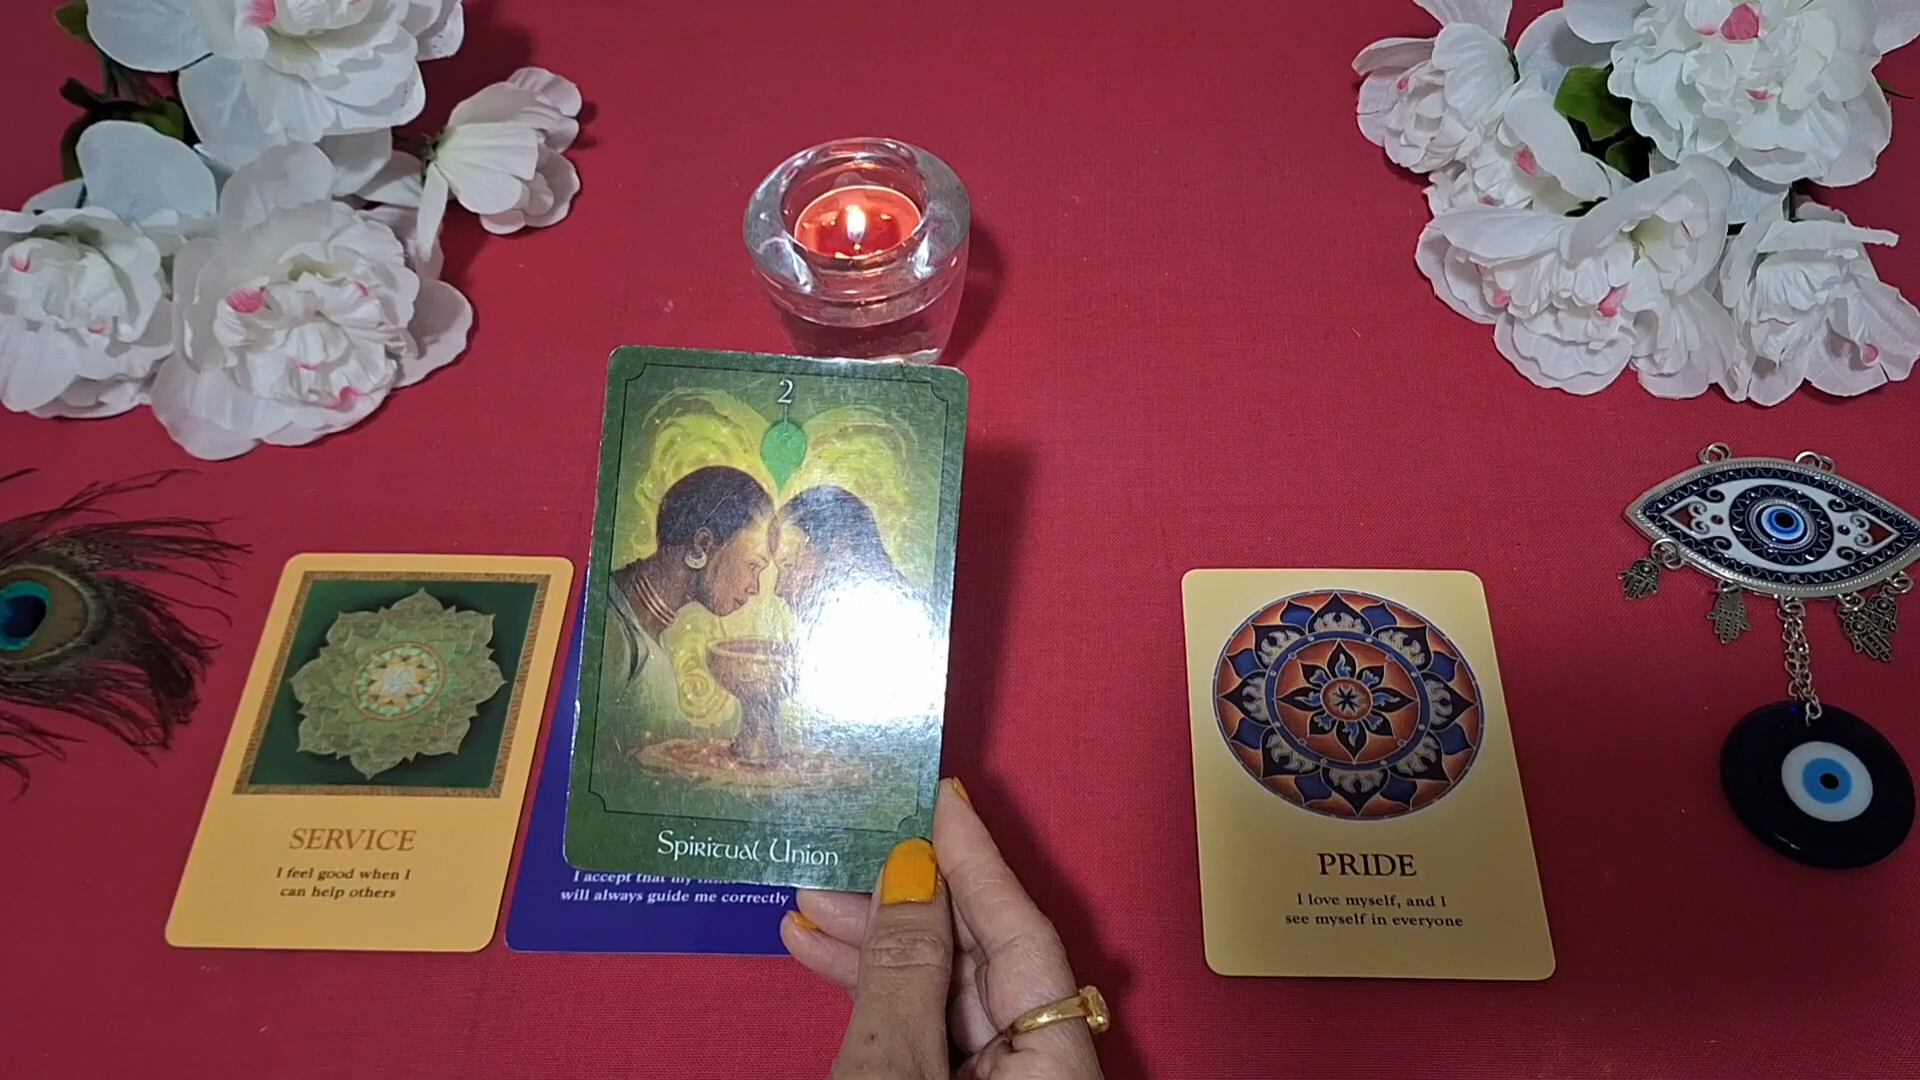 2
Spiritual Union
SERVICE
I feel good when I
can help others
I accept that my
will always guide me correctly
PRIDE
I love myself, and I
see myself in everyone